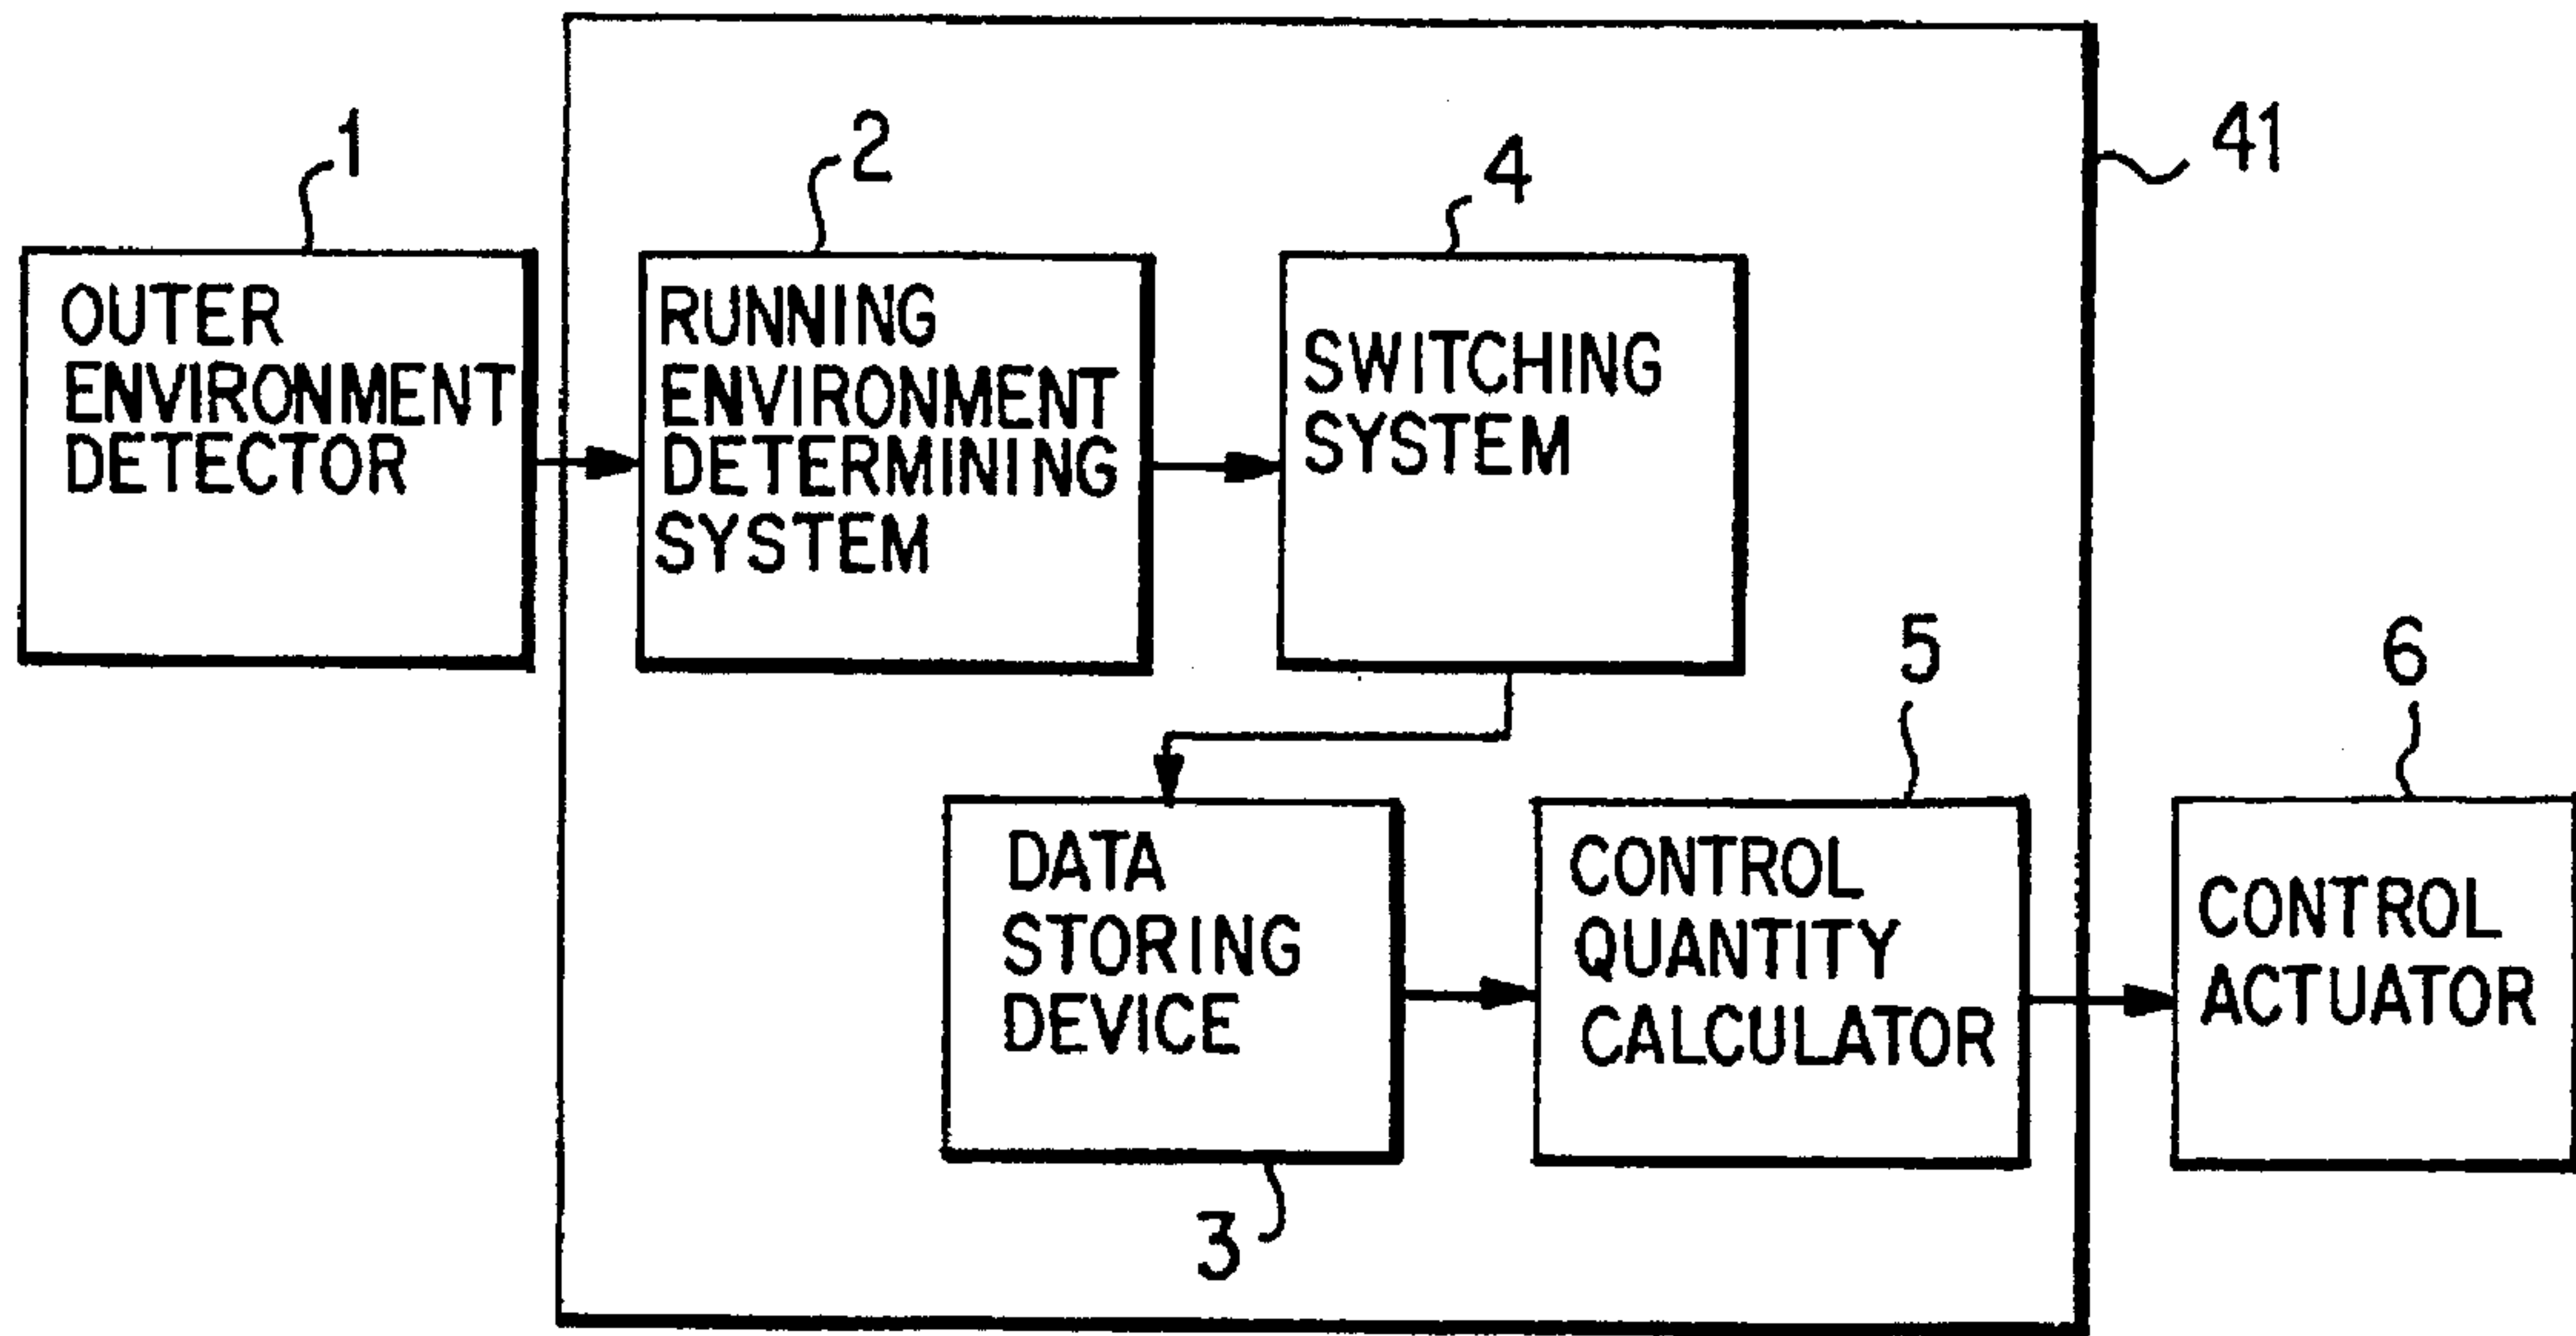 1
2
4
41
OUTER
ENVIRONMENT
DETECTOR
RUNNING
ENVIRONMENT
DETERMINING
SYSTEM
SWITCHING
SYSTEM
5
6
DATA
STORING
DEVICE
CONTROL
QUANTITY
CALCULATOR
CONTROL
ACTUATOR
3